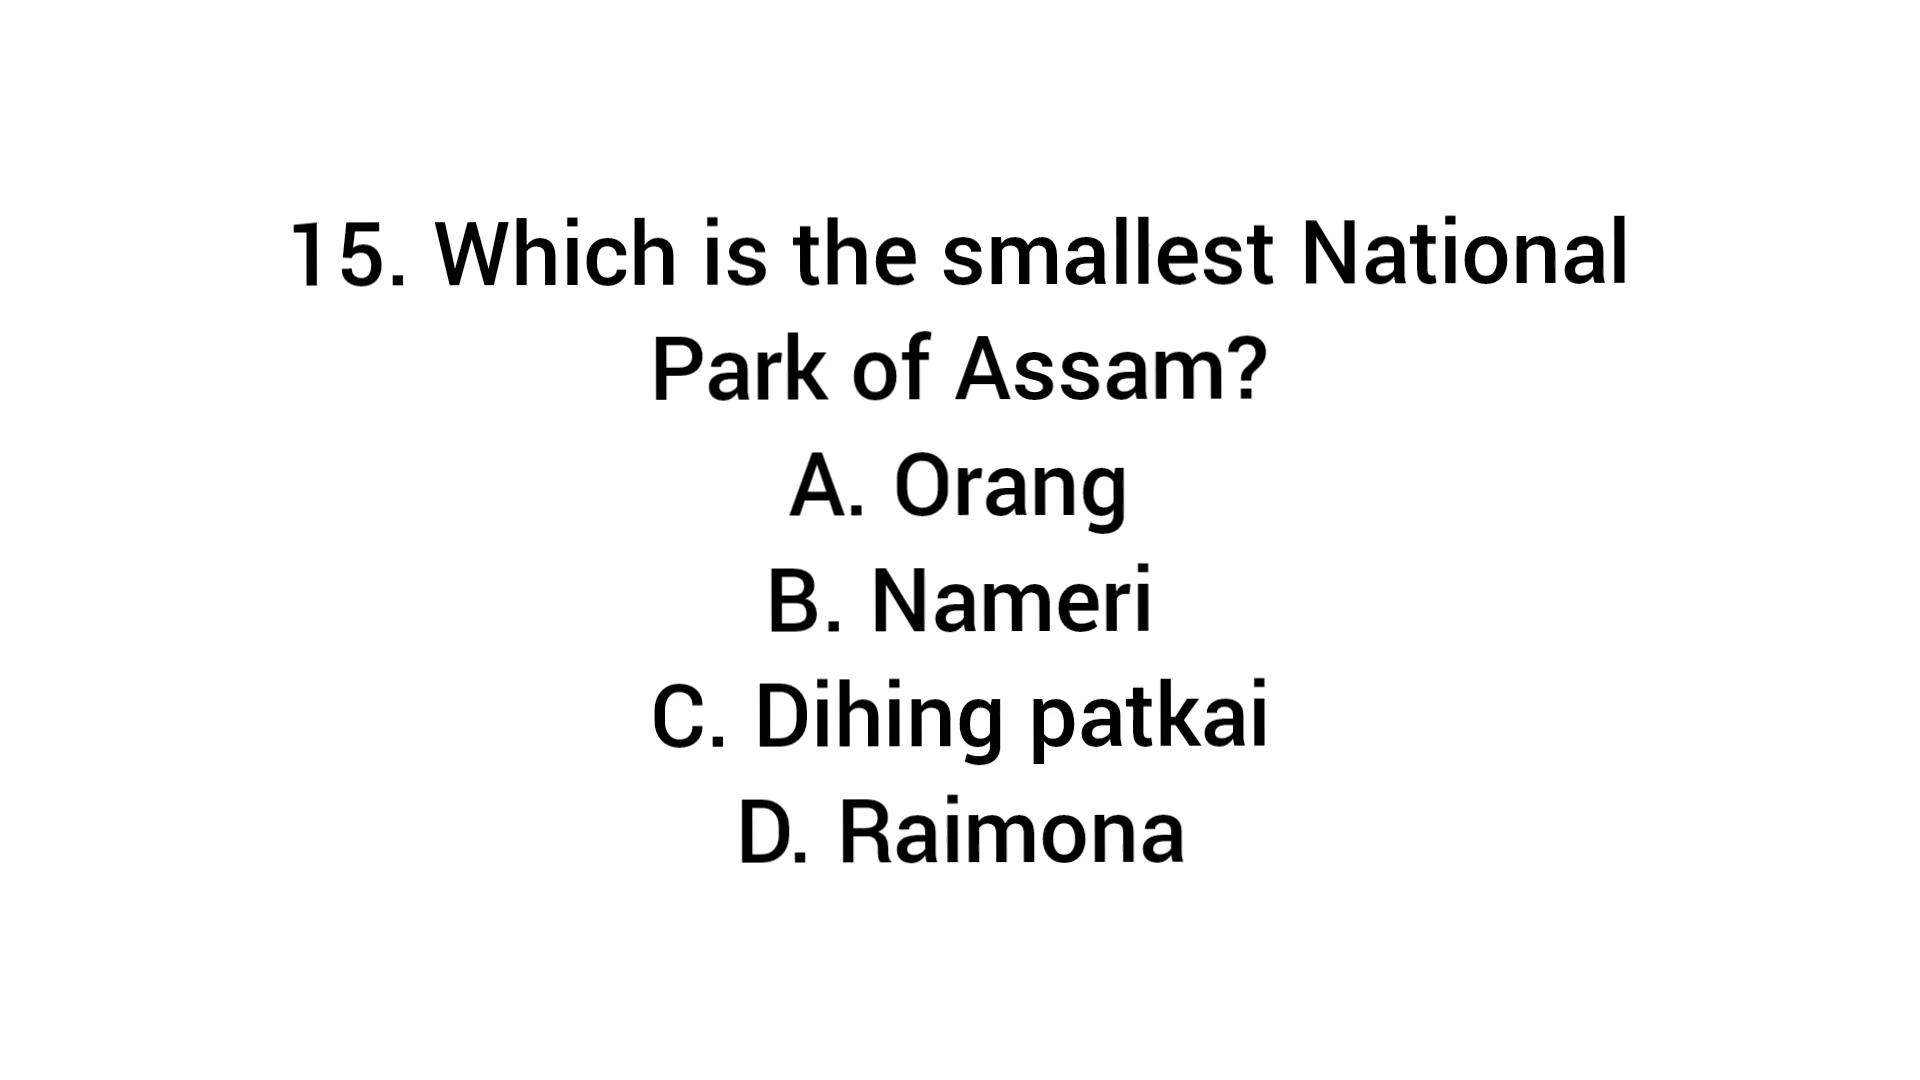 15. Which is the smallest National
Park of Assam?
A. Orang
B. Nameri
C. Dihing patkai
D. Raimona